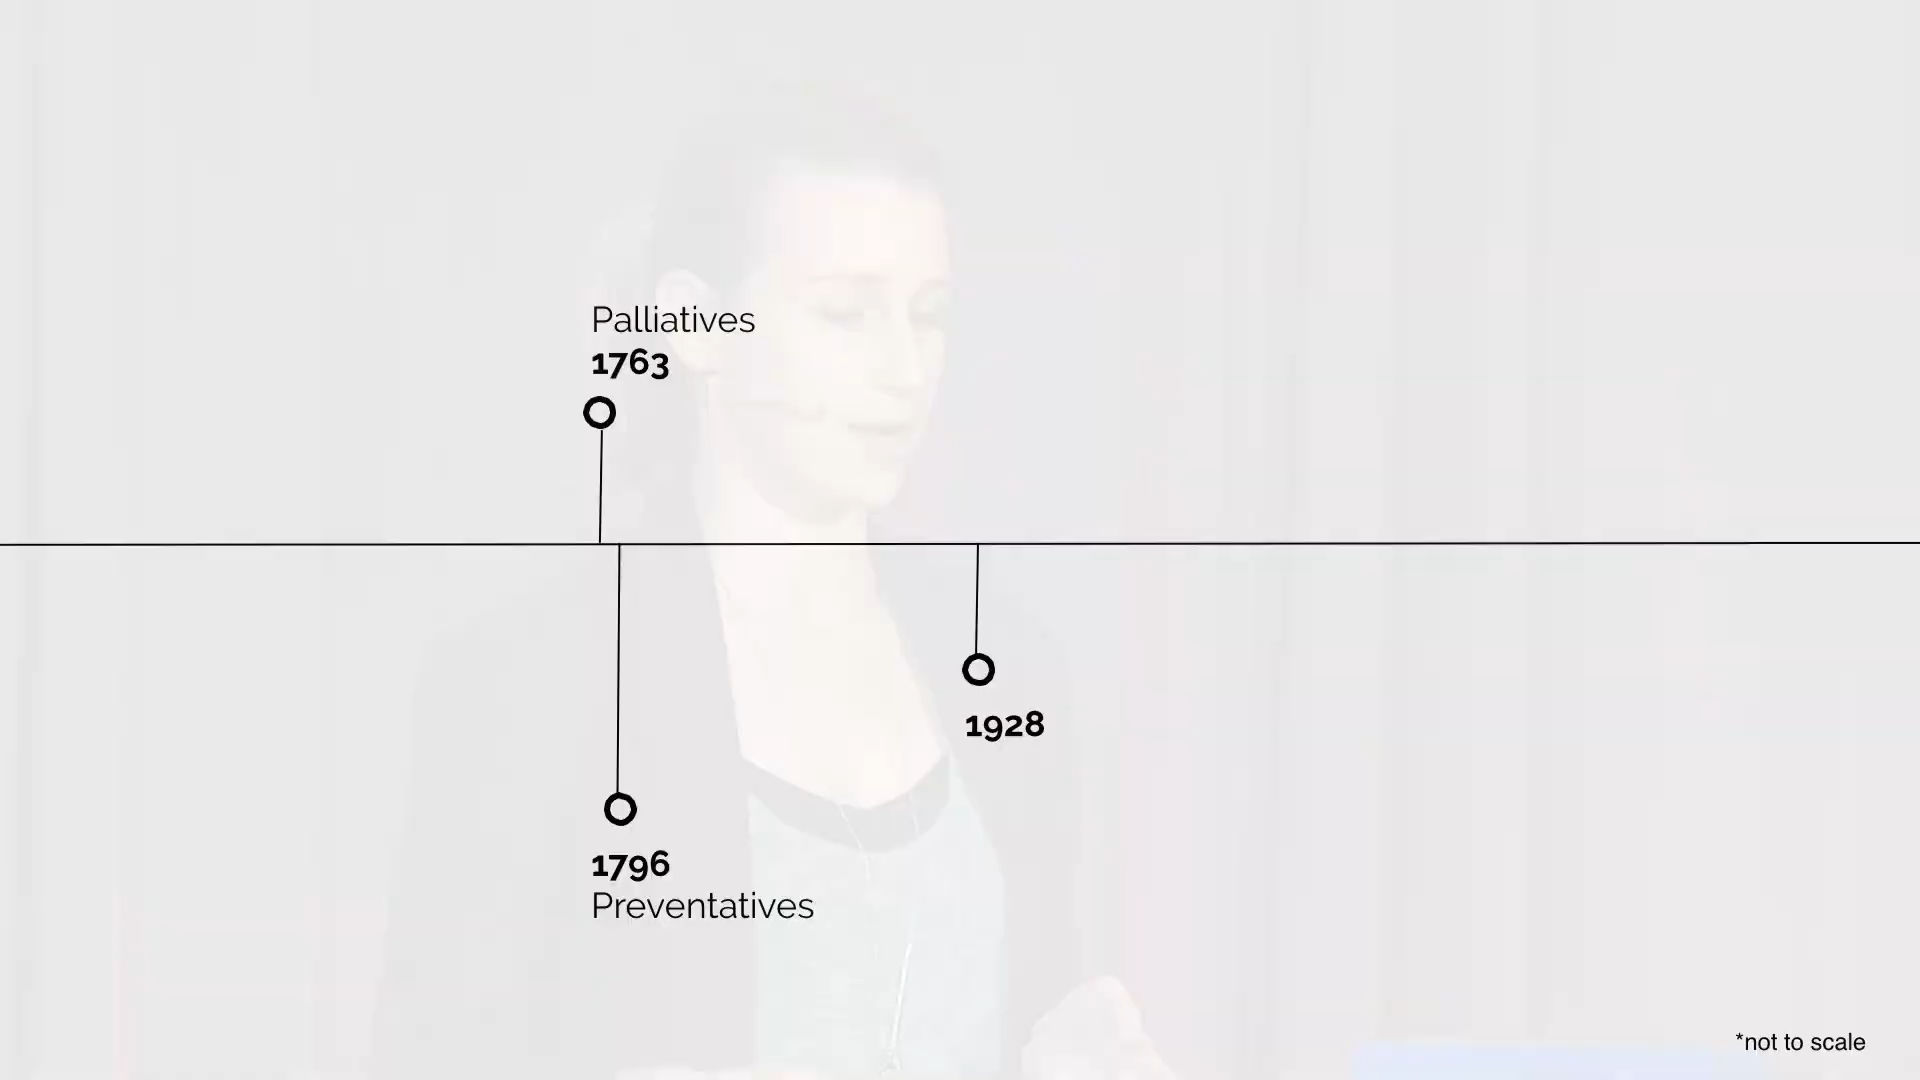 Palliatives
1763
1928
1796
Preventatives
*not to scale